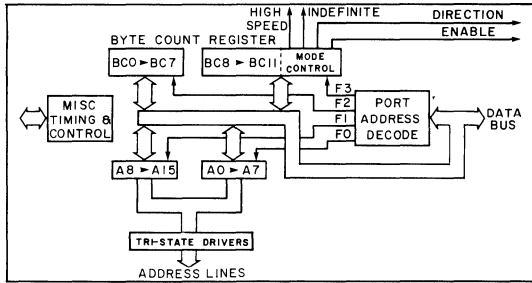 HIGH SPEED
INDEFINITE
DIRECTION
ENABLE
BYTE COUNT REGISTER
BC0 ► BC7
BC8 ► BC11
MODE CONTROL
MISC TIMING & CONTROL
F3
F2
F1
F0
PORT ADDRESS DECODE
DATA BUS
A8 ► A15
A0 ► A7
TRI-STATE DRIVERS
ADDRESS LINES